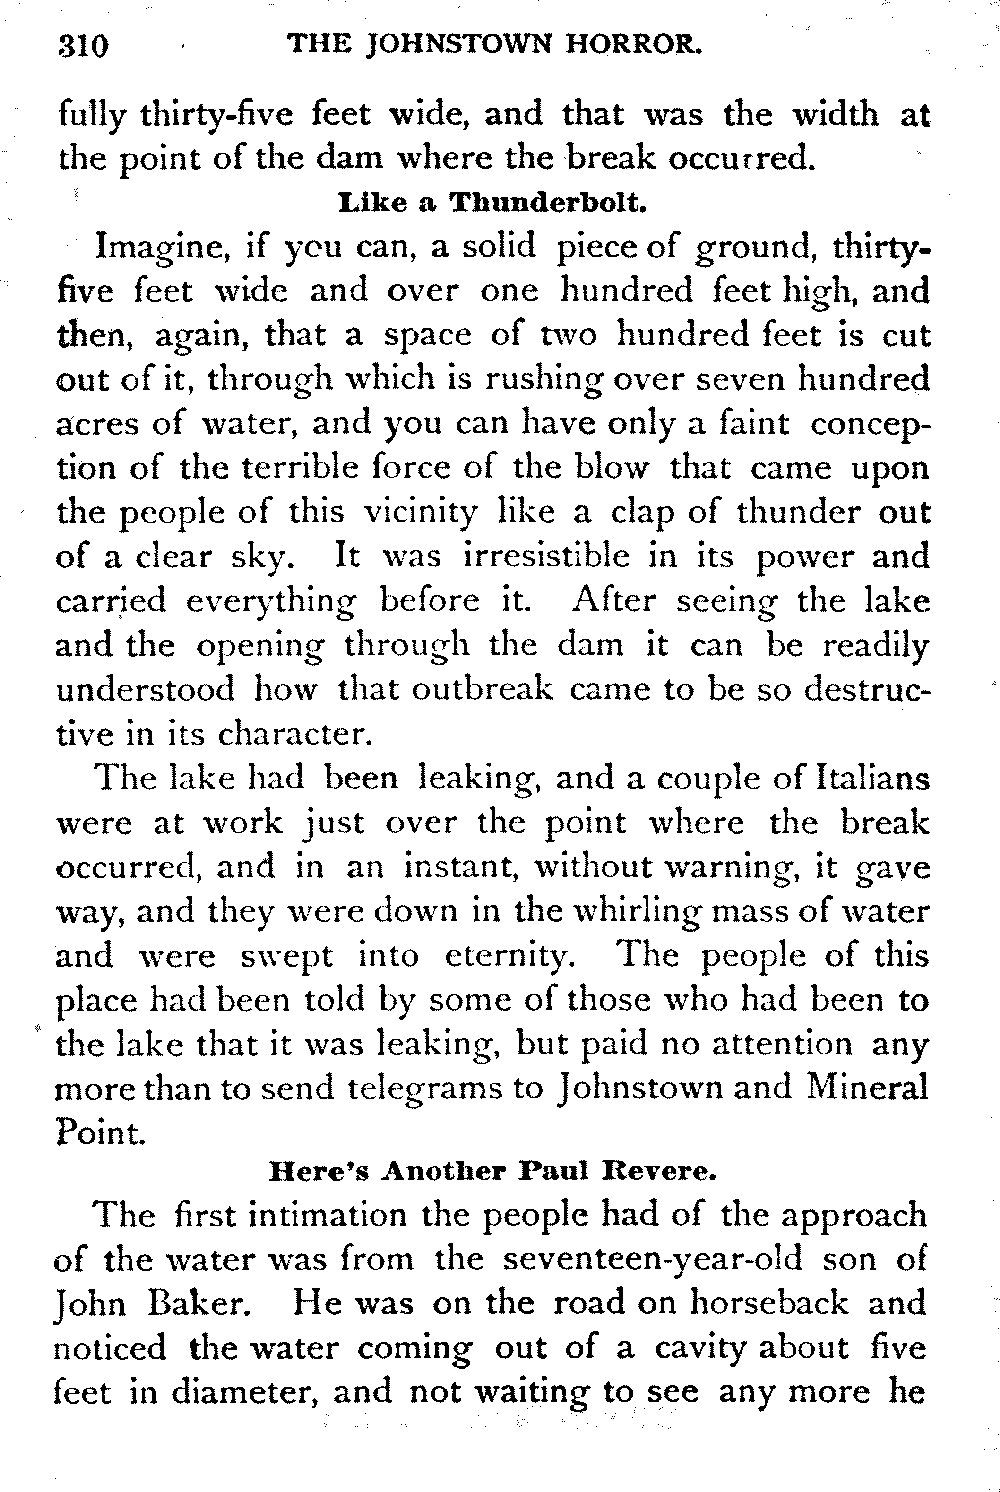 310 THE JOHNSTOWN HORROR.
fully thirty-five feet wide, and that was the width at
the point of the dam where the break occurred.
Like a Thunderbolt.
Imagine, if you can, a solid piece of ground, thirty-
five feet wide and over one hundred feet high, and
then, again, that a space of two hundred feet is cut
out of it, through which is rushing over seven hundred
acres of water, and you can have only a faint concep-
tion of the terrible force of the blow that came upon
the people of this vicinity like a clap of thunder out
of a clear sky. It was irresistible in its power and
carried everything before it. After seeing the lake
and the opening through the dam it can be readily
understood how that outbreak came to be so destruc-
tive in its character.
The lake had been leaking, and a couple of Italians
were at work just over the point where the break
occurred, and in an instant, without warning, it gave
way, and they were down in the whirling mass of water
and were swept into eternity. The people of this
place had been told by some of those who had been to
the lake that it was leaking, but paid no attention any
more than to send telegrams to Johnstown and Mineral
Point.
Here's Another Paul Revere.
The first intimation the people had of the approach
of the water was from the seventeen-year-old son of
John Baker. He was on the road on horseback and
noticed the water coming out of a cavity about five
feet in diameter, and not waiting to see any more he